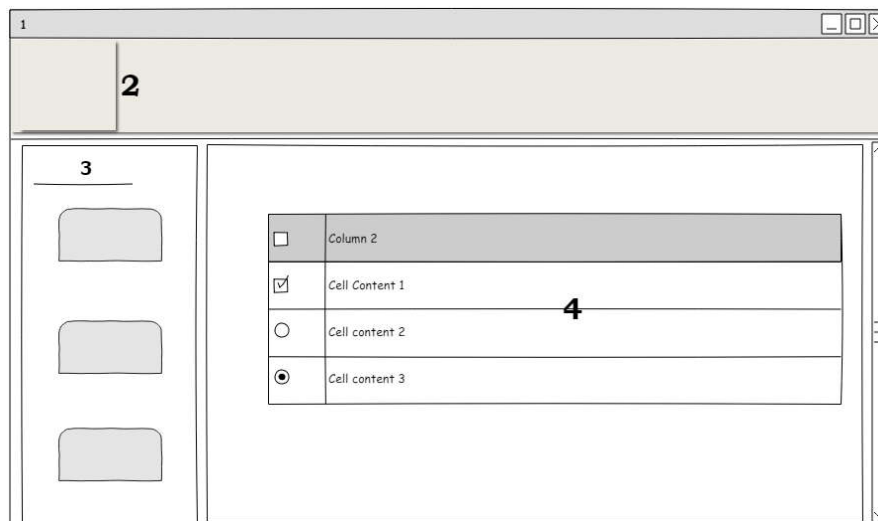 1
2
3
Column 2
Cell Content 1
4
Cell content 2
Cell content 3